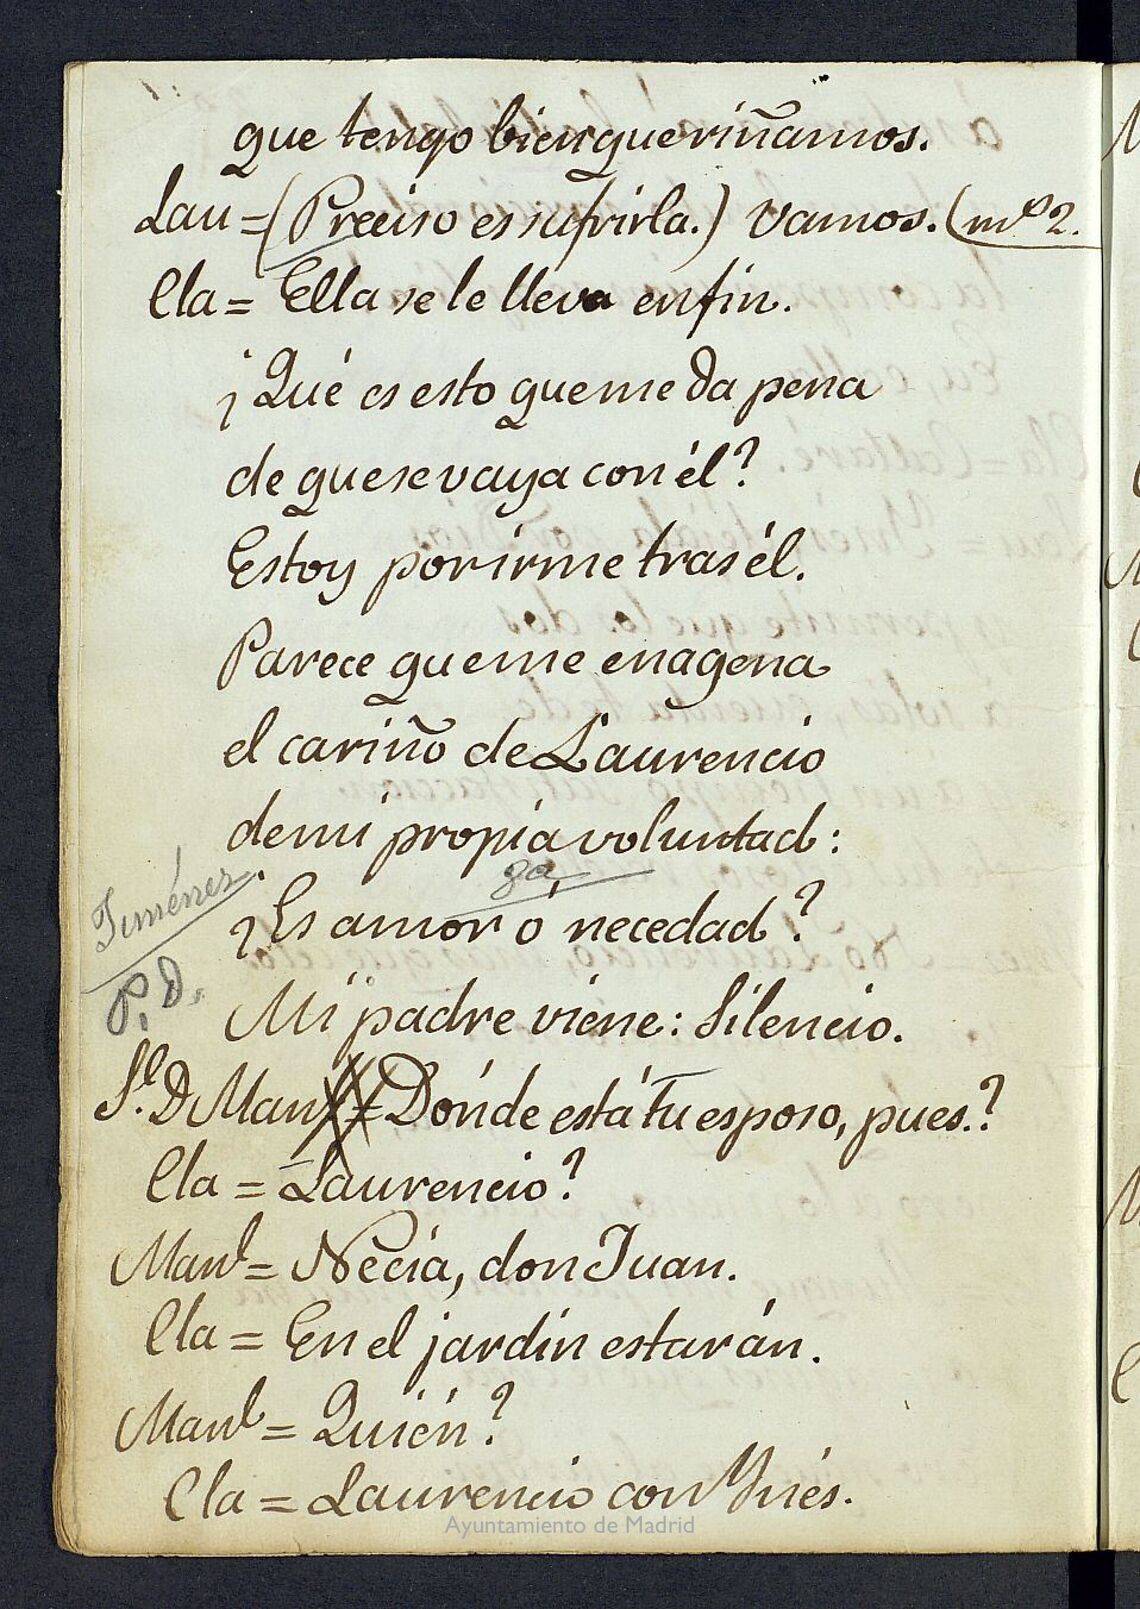 que tengo bien que riñamos.
Lau = (Preciso es sufrirla.) Vamos. (m.s 2.
Cla = Ella se le lleva en fin.
¡Qué es esto que me da pena
de que se vaya con él?
Estoy por irme tras él.
Parece que me enagena
el cariño de Laurencio
de mi propia voluntad:
8a
¿Es amor ó necedad?
Jiménez.
P. D.
Mi padre viene: Silencio.
Sl. D Man = Dónde está tu esposo, pues.?
Cla = Laurencio?
Manl = Necia, don Juan.
Cla = En el jardin estarán.
Manl = Quién?
Cla = Laurencio con Ynés.
Ayuntamiento de Madrid